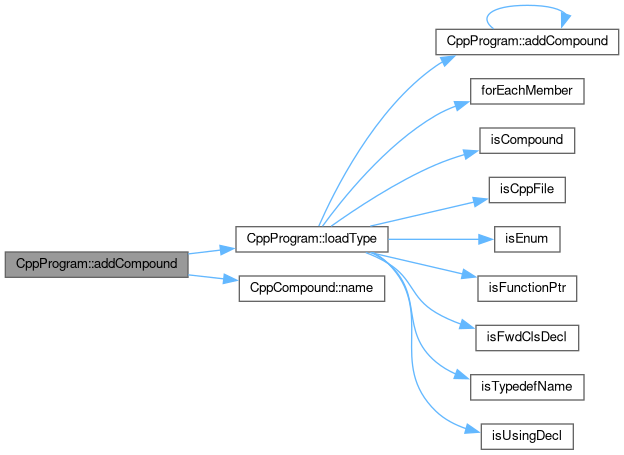 CppProgram::addCompound
CppProgram::loadType
CppCompound::name
CppProgram::addCompound
forEachMember
isCompound
isCppFile
isEnum
isFunctionPtr
isFwdClsDecl
isTypedefName
isUsingDecl